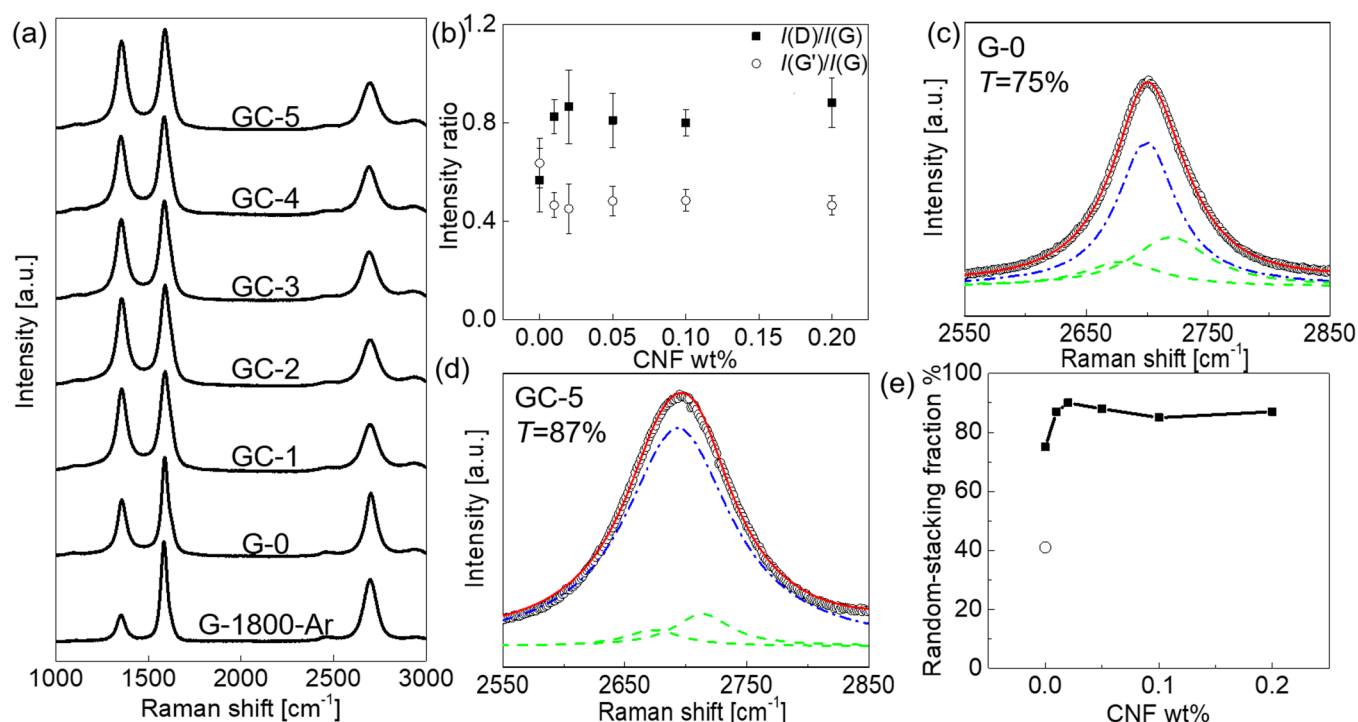 (a)
GC-5
GC-4
GC-3
GC-2
GC-1
G-0
G-1800-Ar
Intensity [a.u.]
1000 1500 2000 2500 3000
Raman shift [cm⁻¹]
(b)
I(D)/I(G)
I(G')/I(G)
1.2
0.8
0.4
0.0
Intensity ratio
0.00 0.05 0.10 0.15 0.20
CNF wt%
(c)
G-0
T=75%
Intensity [a.u.]
2550 2650 2750 2850
Raman shift [cm⁻¹]
(d)
GC-5
T=87%
Intensity [a.u.]
2550 2650 2750 2850
Raman shift [cm⁻¹]
(e)
100
80
60
40
20
0
Random-stacking fraction %
0.0 0.1 0.2
CNF wt%